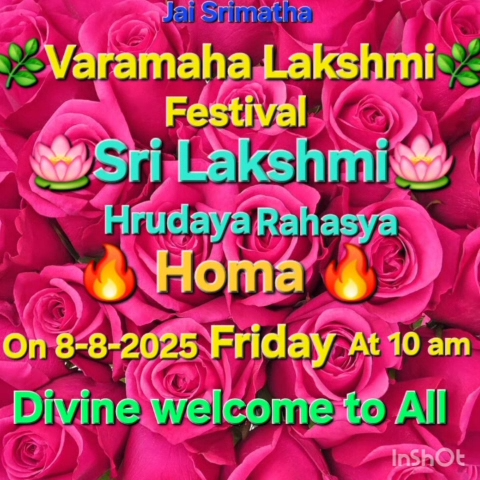 Jai Srimatha
🌿Varamaha Lakshmi🌿
Festival
🪷Sri Lakshmi🪷
Hrudaya Rahasya
🔥 Homa 🔥
On 8-8-2025 Friday At 10 am
Divine welcome to All
InShOt